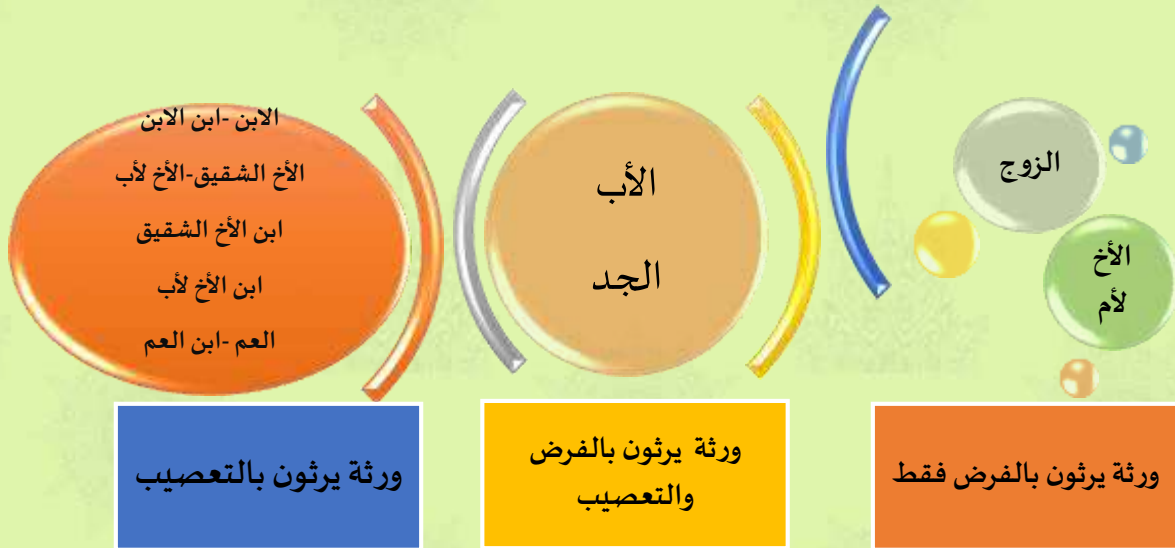 الزوج
الأخ
لأم
ورثة يرثون بالفرض فقط
الأب
الجد
ورثة يرثون بالفرض
والتعصيب
الابن -ابن الابن
الأخ الشقيق-الأخ لأب
ابن الأخ الشقيق
ابن الأخ لأب
العم -ابن العم
ورثة يرثون بالتعصيب